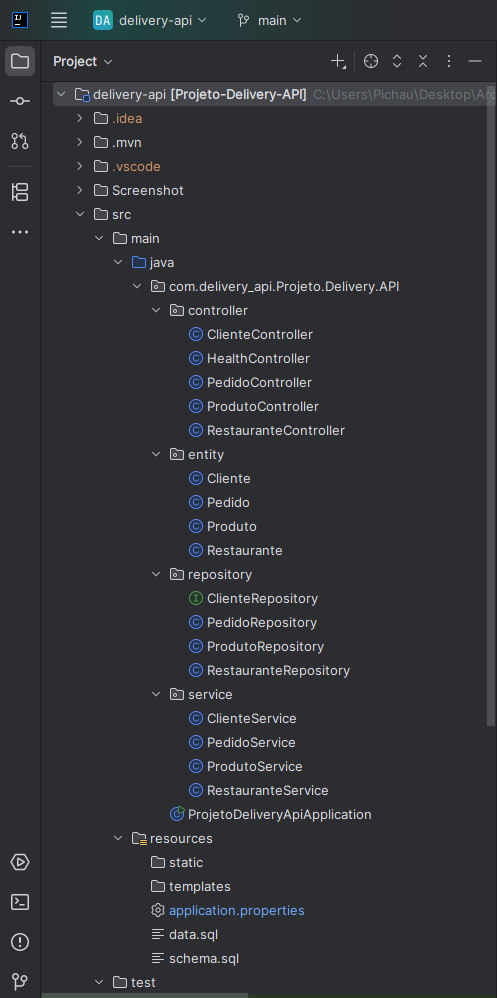 DA delivery-api main
Project
delivery-api [Projeto-Delivery-API] C:\Users\Pichau\Desktop\Arq
.idea
.mvn
.vscode
Screenshot
src
main
java
com.delivery_api.Projeto.Delivery.API
controller
ClienteController
HealthController
PedidoController
ProdutoController
RestauranteController
entity
Cliente
Pedido
Produto
Restaurante
repository
ClienteRepository
PedidoRepository
ProdutoRepository
RestauranteRepository
service
ClienteService
PedidoService
ProdutoService
RestauranteService
ProjetoDeliveryApiApplication
resources
static
templates
application.properties
data.sql
schema.sql
test